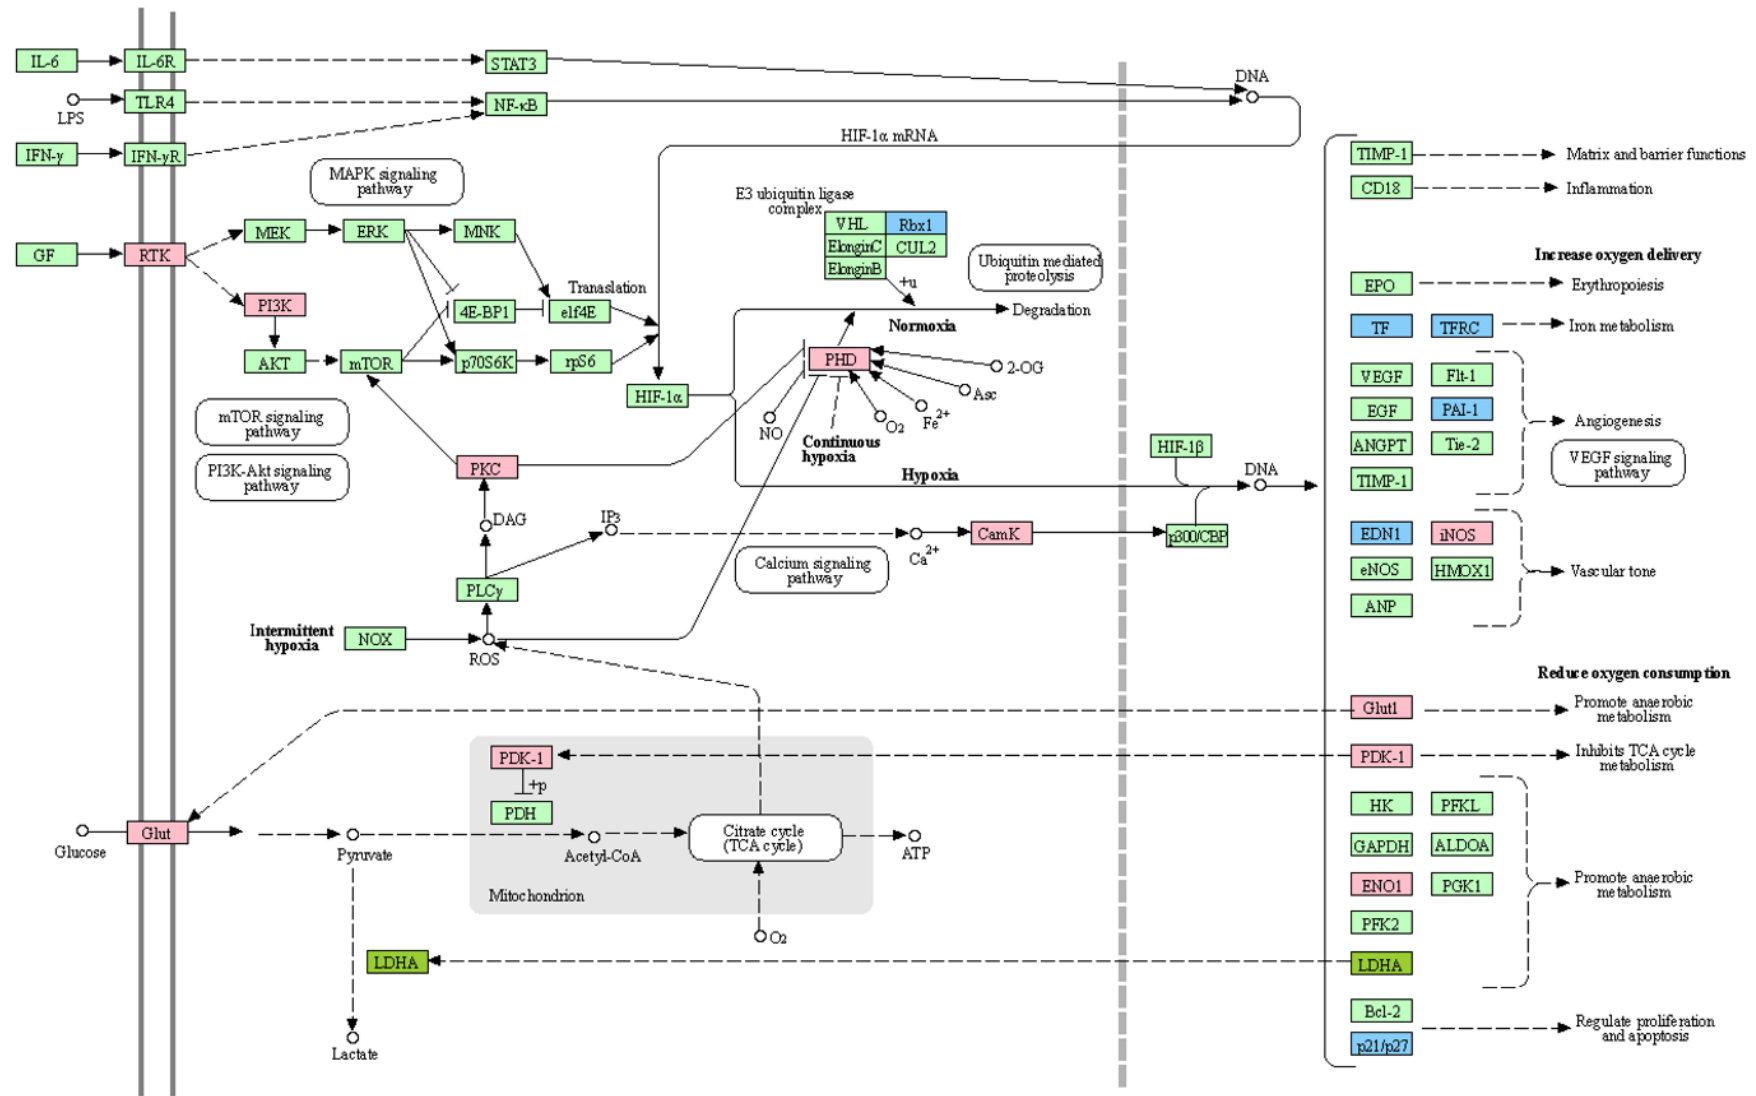 IL-6
IL-6R
STAT3
DNA
LPS
TLR4
NF-κB
HIF-1α mRNA
IFN-γ
IFN-γR
MAPK signaling
pathway
E3 ubiquitin ligase
complex
VHL
Rbx1
ElonginC
CUL2
ElonginB
+u
Ubiquitin mediated
proteolysis
GF
RTK
MEK
ERK
MNK
PI3K
4E-BP1
elf4E
Translation
AKT
mTOR
p70S6K
rpS6
HIF-1α
Normoxia
Degradation
PHD
2-OG
Asc
Fe2+
O2
NO
Continuous
hypoxia
mTOR signaling
pathway
PI3K-Akt signaling
pathway
PKC
Hypoxia
HIF-1β
DNA
DAG
IP3
Ca2+
CamK
p300/CBP
Calcium signaling
pathway
PLCγ
Intermittent
hypoxia
NOX
ROS
PDK-1
+p
PDH
Glucose
Glut
Pyruvate
Acetyl-CoA
Citrate cycle
(TCA cycle)
ATP
Mitochondrion
O2
LDHA
Lactate
TIMP-1
Matrix and barrier functions
CD18
Inflammation
Increase oxygen delivery
EPO
Erythropoiesis
TF
TFRC
Iron metabolism
VEGF
Flt-1
EGF
PAI-1
Angiogenesis
ANGPT
Tie-2
VEGF signaling
pathway
TIMP-1
EDN1
iNOS
eNOS
HMOX1
Vascular tone
ANP
Reduce oxygen consumption
Glut1
Promote anaerobic
metabolism
PDK-1
Inhibits TCA cycle
metabolism
HK
PFKL
GAPDH
ALDOA
ENO1
PGK1
Promote anaerobic
metabolism
PFK2
LDHA
Bcl-2
p21/p27
Regulate proliferation
and apoptosis